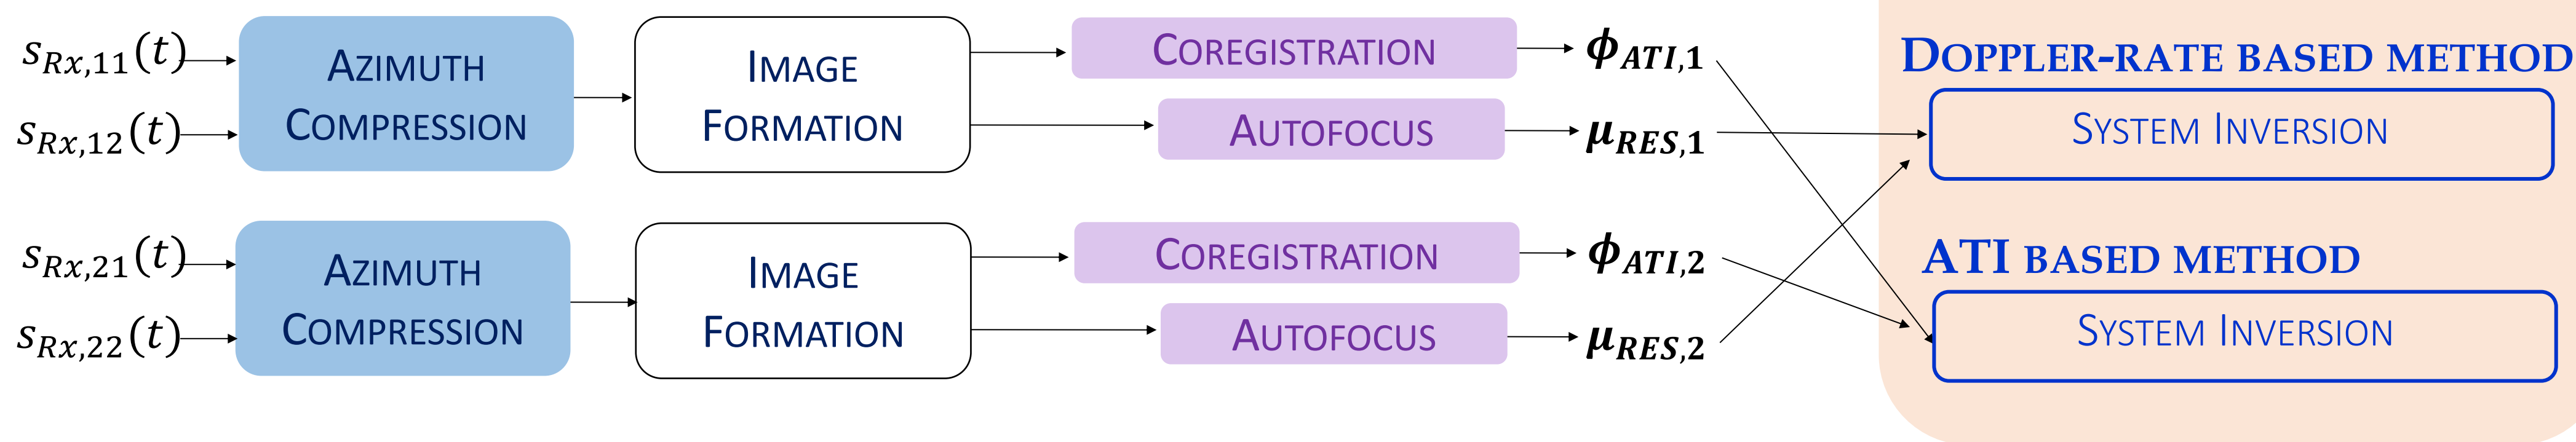 s_{Rx,11}(t)
s_{Rx,12}(t)
AZIMUTH
COMPRESSION
IMAGE
FORMATION
COREGISTRATION
AUTOFOCUS
ϕ_{ATI,1}
μ_{RES,1}
DOPPLER-RATE BASED METHOD
SYSTEM INVERSION
s_{Rx,21}(t)
s_{Rx,22}(t)
AZIMUTH
COMPRESSION
IMAGE
FORMATION
COREGISTRATION
AUTOFOCUS
ϕ_{ATI,2}
μ_{RES,2}
ATI BASED METHOD
SYSTEM INVERSION